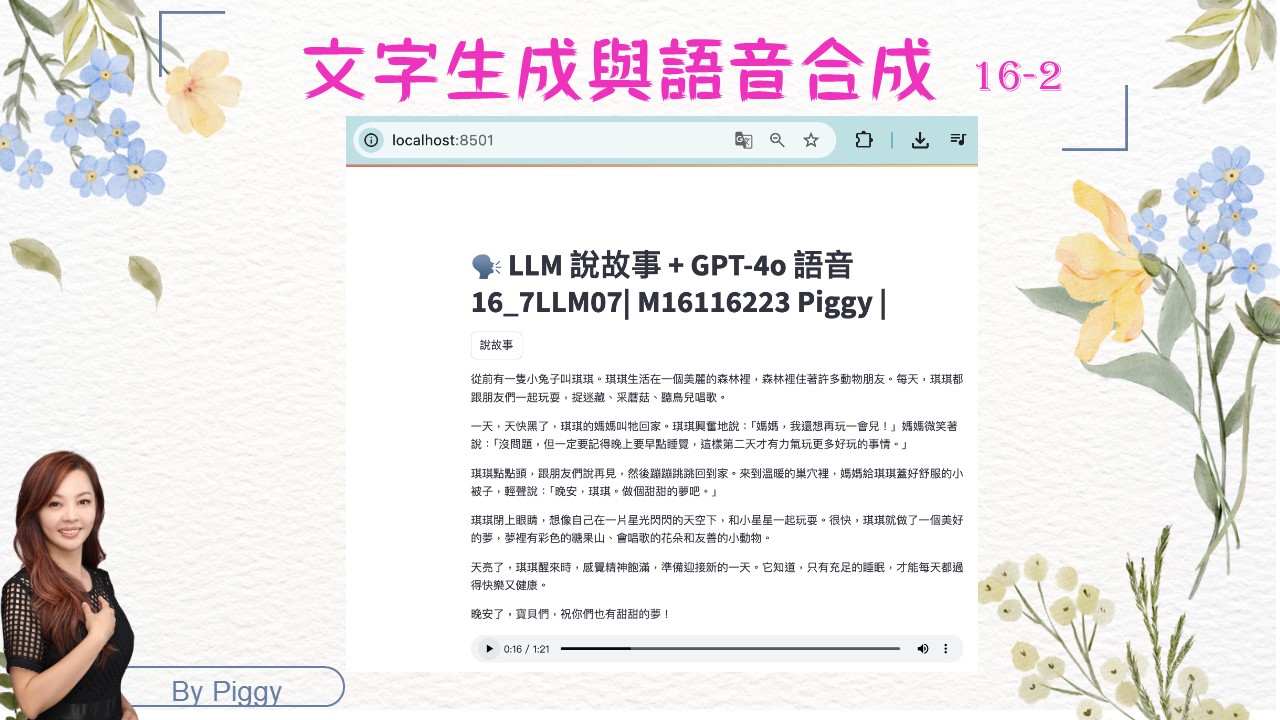 文字生成與語音合成 16-2
localhost:8501
🗣️ LLM 說故事 + GPT-4o 語音
16_7LLM07| M16116223 Piggy |
說故事
從前有一隻小兔子叫琪琪。琪琪生活在一個美麗的森林裡，森林裡住著許多動物朋友。每天，琪琪都
跟朋友們一起玩耍，捉迷藏、采蘑菇、聽鳥兒唱歌。
一天，天快黑了，琪琪的媽媽叫牠回家。琪琪興奮地說：「媽媽，我還想再玩一會兒！」媽媽微笑著
說：「沒問題，但一定要記得晚上要早點睡覺，這樣第二天才有力氣玩更多好玩的事情。」
琪琪點點頭，跟朋友們說再見，然後蹦蹦跳跳回到家。來到溫暖的巢穴裡，媽媽給琪琪蓋好舒服的小
被子，輕聲說：「晚安，琪琪。做個甜甜的夢吧。」
琪琪閉上眼睛，想像自己在一片星光閃閃的天空下，和小星星一起玩耍。很快，琪琪就做了一個美好
的夢，夢裡有彩色的糖果山、會唱歌的花朵和友善的小動物。
天亮了，琪琪醒來時，感覺精神飽滿，準備迎接新的一天。它知道，只有充足的睡眠，才能每天都過
得快樂又健康。
晚安了，寶貝們，祝你們也有甜甜的夢！
0:16 / 1:21
By Piggy